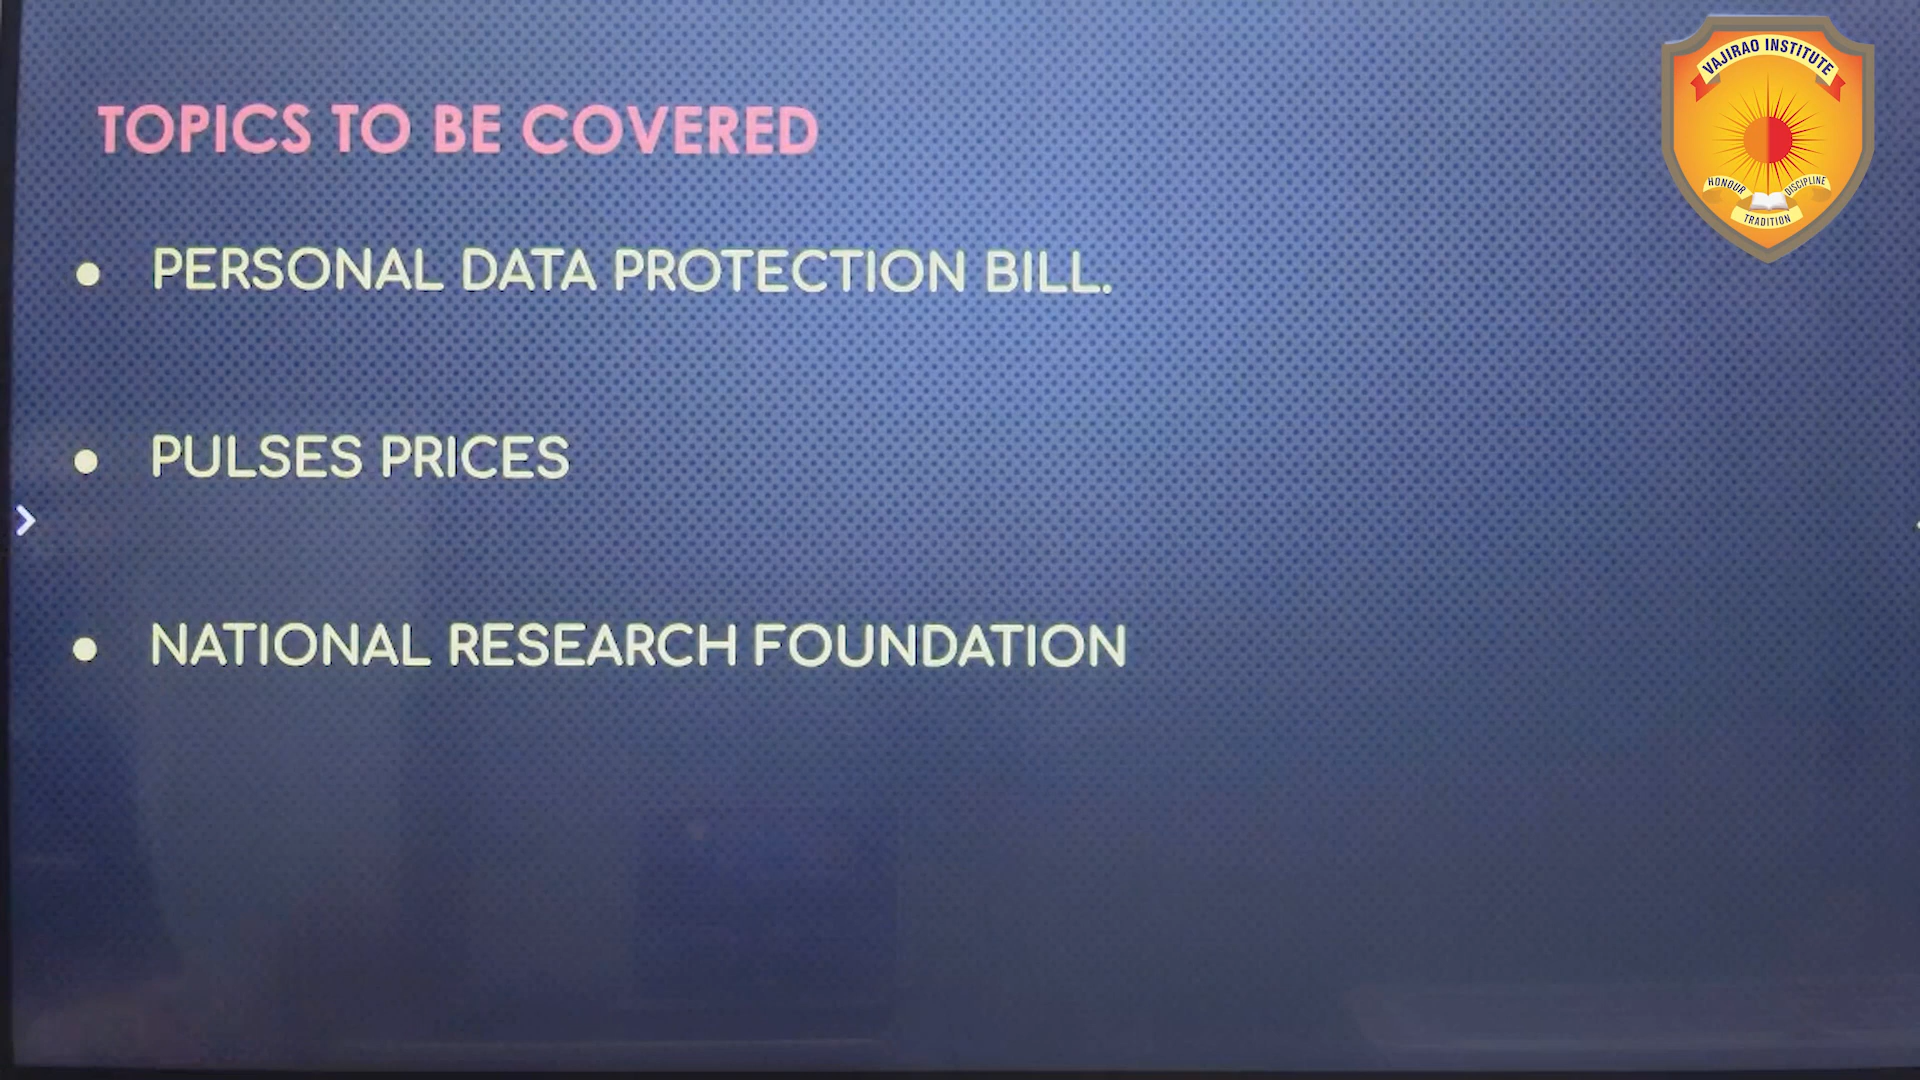 VAJIRAO INSTITUTE
HONOUR
DISCIPLINE
TRADITION
TOPICS TO BE COVERED
• PERSONAL DATA PROTECTION BILL.
• PULSES PRICES
• NATIONAL RESEARCH FOUNDATION